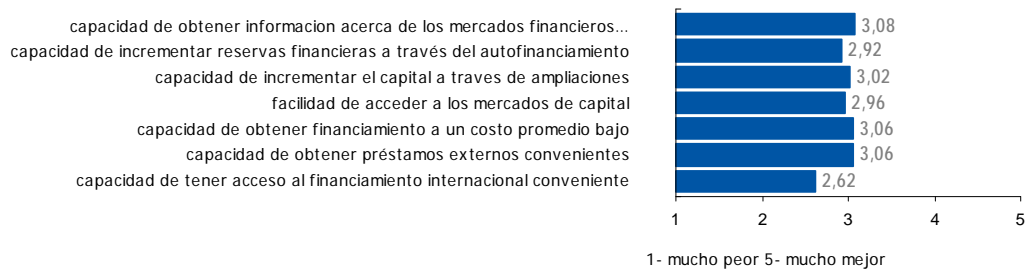 capacidad de obtener informacion acerca de los mercados financieros... 3,08
capacidad de incrementar reservas financieras a través del autofinanciamiento 2,92
capacidad de incrementar el capital a traves de ampliaciones 3,02
facilidad de acceder a los mercados de capital 2,96
capacidad de obtener financiamiento a un costo promedio bajo 3,06
capacidad de obtener préstamos externos convenientes 3,06
capacidad de tener acceso al financiamiento internacional conveniente 2,62
1 2 3 4 5
1- mucho peor 5- mucho mejor